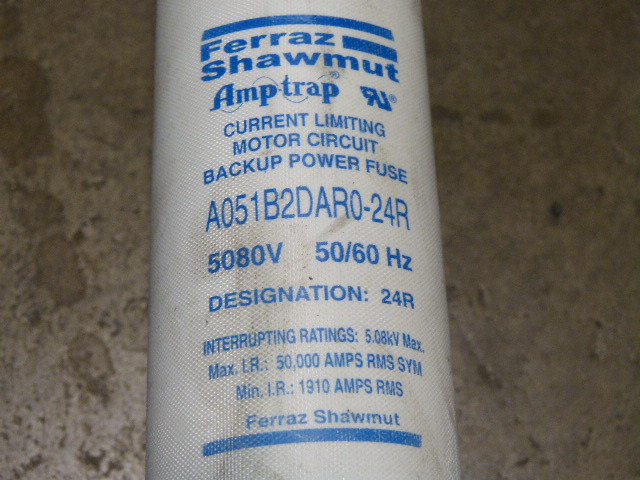 Ferraz
Shawmut
Amp-trap®
CURRENT LIMITING
MOTOR CIRCUIT
BACKUP POWER FUSE
A051B2DAR0-24R
5080V 50/60 Hz
DESIGNATION: 24R
INTERRUPTING RATINGS: 5.08kV Max.
Max. I.R.: 50,000 AMPS RMS SYM
Min. I.R.: 1910 AMPS RMS
Ferraz Shawmut